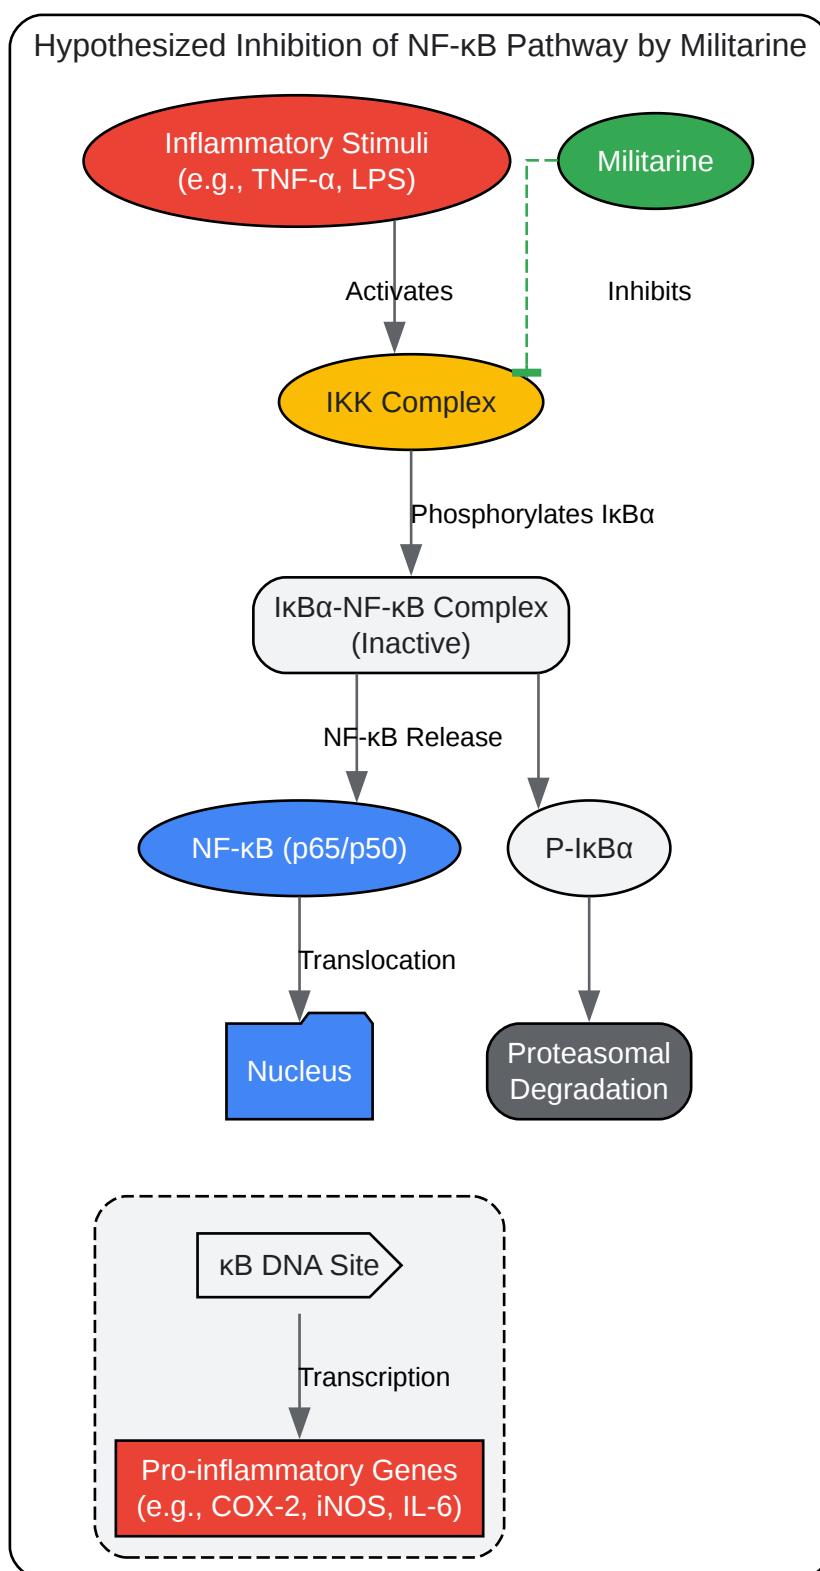 Hypothesized Inhibition of NF-κB Pathway by Militarine
Inflammatory Stimuli
(e.g., TNF-α, LPS)
Militarine
Activates
Inhibits
IKK Complex
Phosphorylates IκBα
IκBα-NF-κB Complex
(Inactive)
NF-κB Release
NF-κB (p65/p50)
P-IκBα
Translocation
Nucleus
Proteasomal
Degradation
κB DNA Site
Transcription
Pro-inflammatory Genes
(e.g., COX-2, iNOS, IL-6)